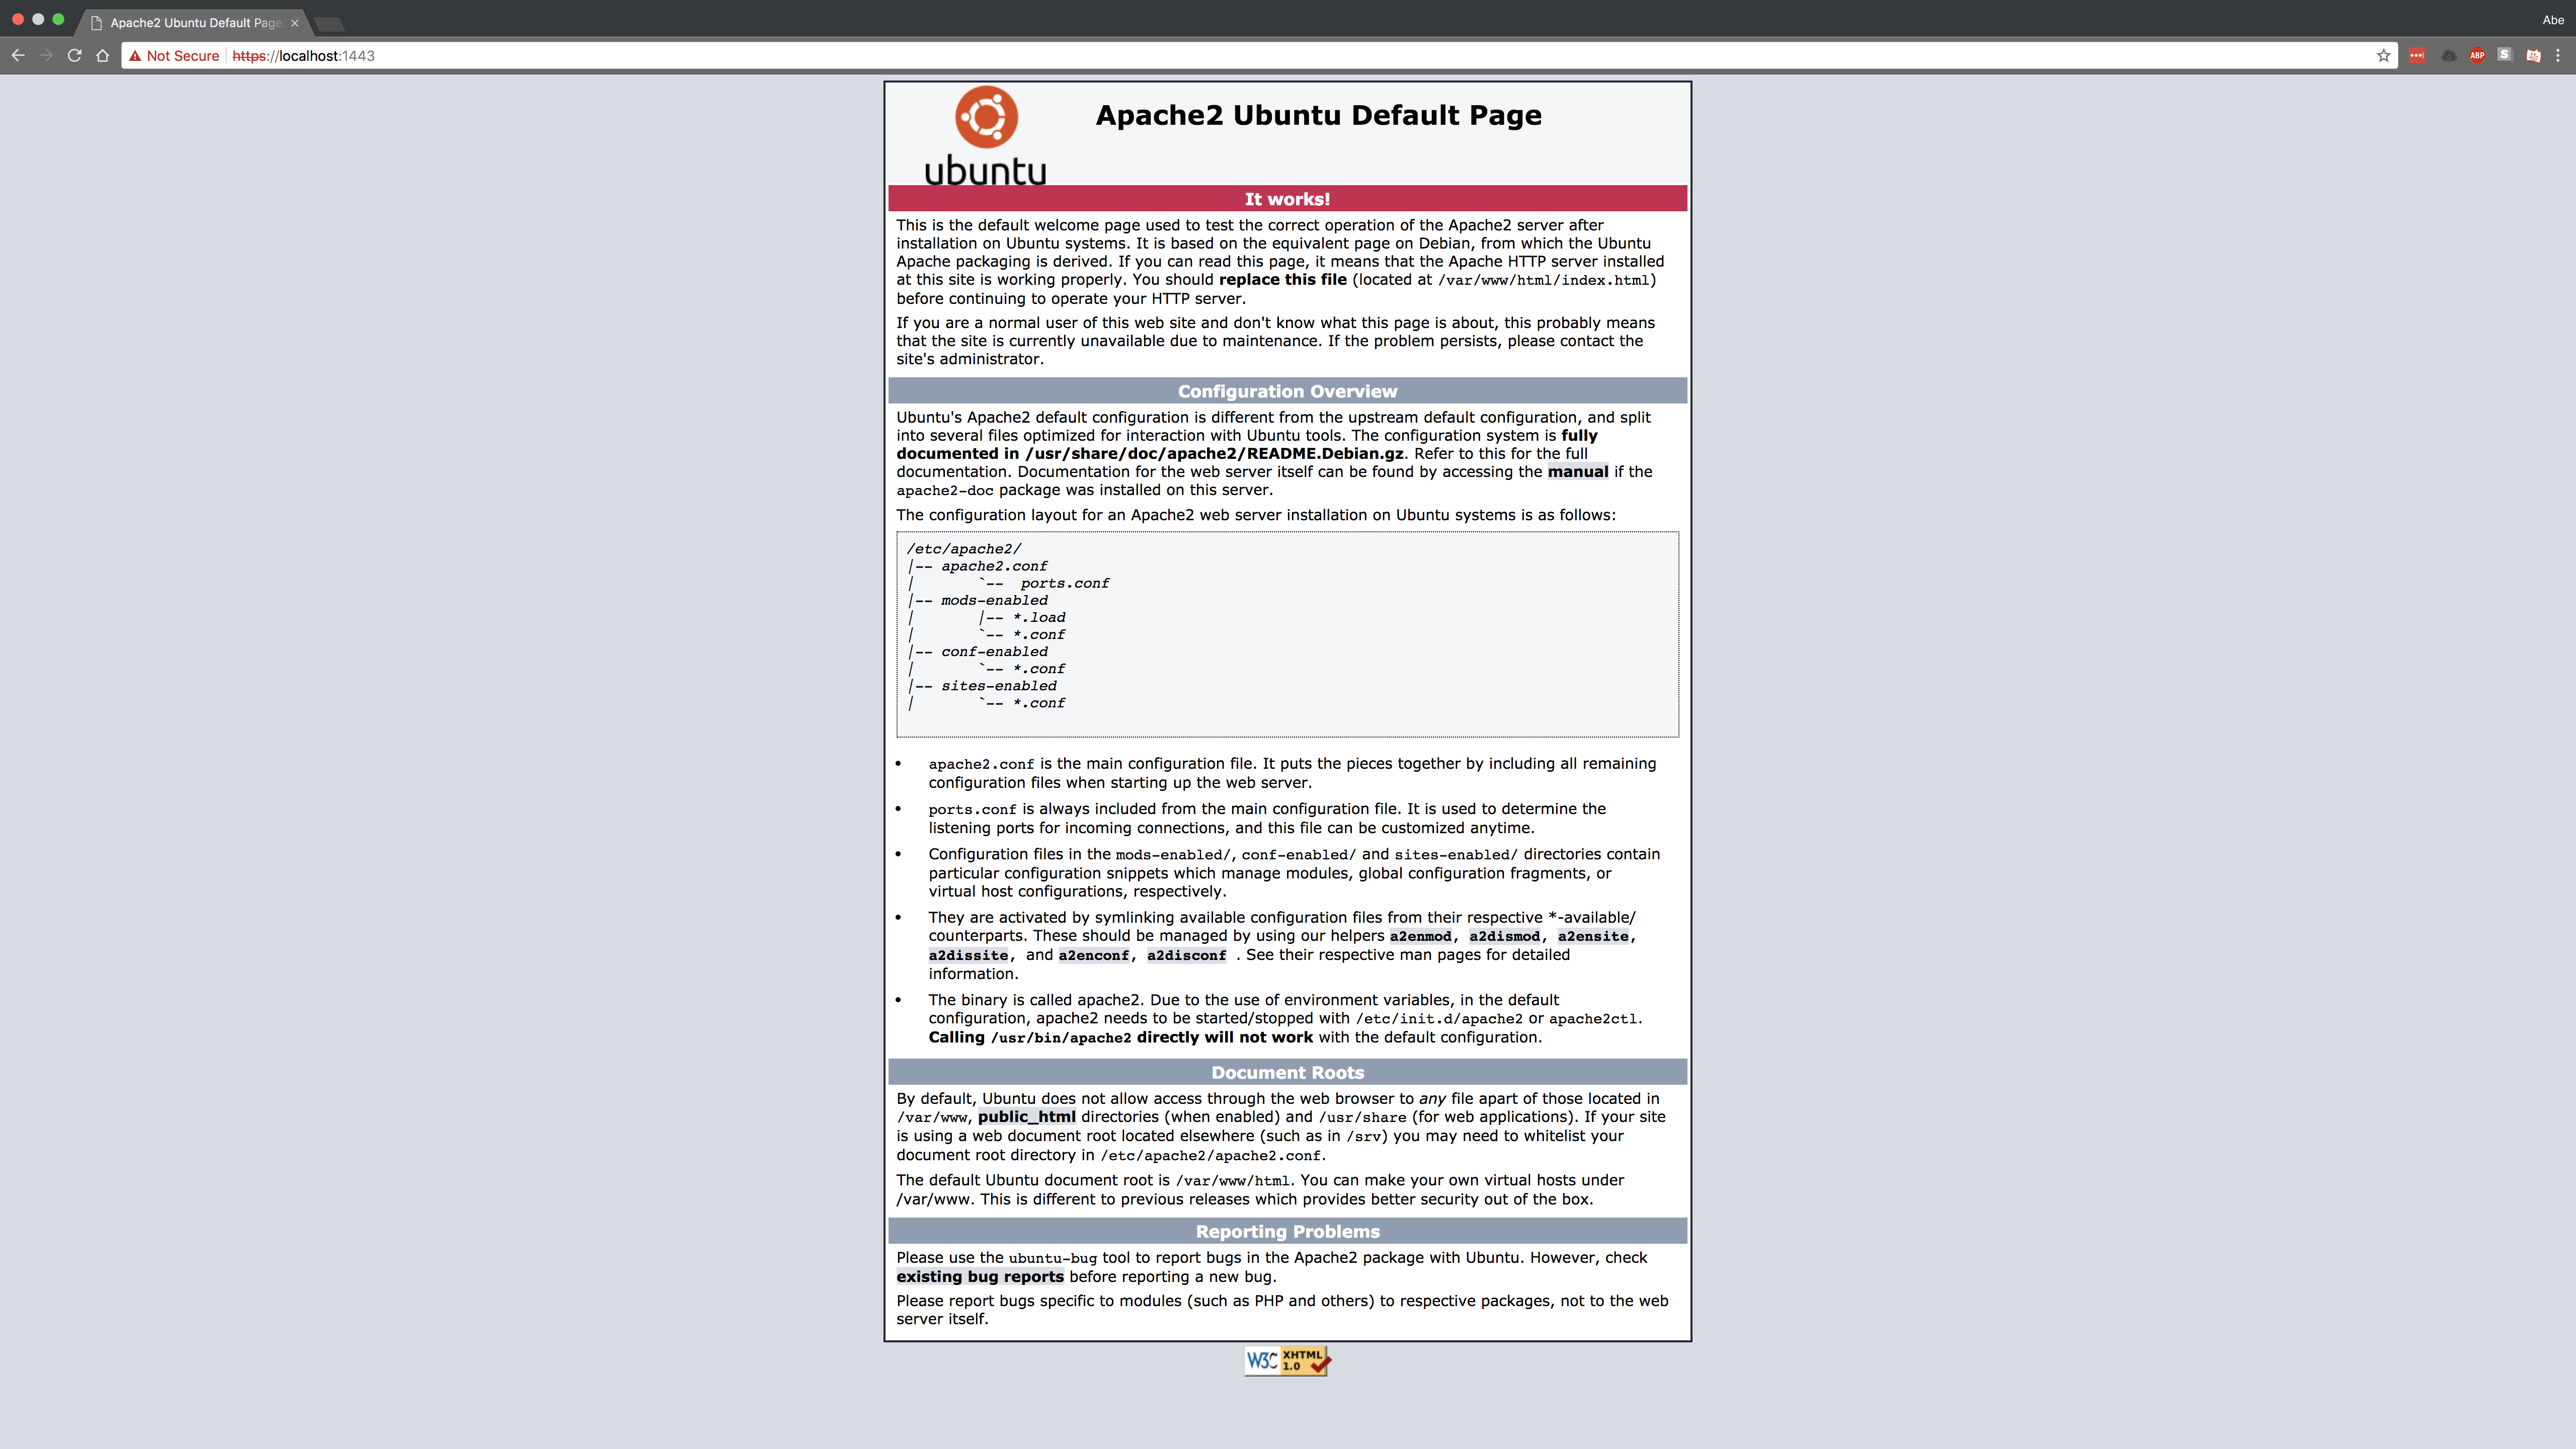 Apache2 Ubuntu Default Page
Abe
Not Secure https://localhost:1443
ABP
S
ubuntu
Apache2 Ubuntu Default Page
It works!
This is the default welcome page used to test the correct operation of the Apache2 server after
installation on Ubuntu systems. It is based on the equivalent page on Debian, from which the Ubuntu
Apache packaging is derived. If you can read this page, it means that the Apache HTTP server installed
at this site is working properly. You should replace this file (located at /var/www/html/index.html)
before continuing to operate your HTTP server.
If you are a normal user of this web site and don't know what this page is about, this probably means
that the site is currently unavailable due to maintenance. If the problem persists, please contact the
site's administrator.
Configuration Overview
Ubuntu's Apache2 default configuration is different from the upstream default configuration, and split
into several files optimized for interaction with Ubuntu tools. The configuration system is fully
documented in /usr/share/doc/apache2/README.Debian.gz. Refer to this for the full
documentation. Documentation for the web server itself can be found by accessing the manual if the
apache2-doc package was installed on this server.
The configuration layout for an Apache2 web server installation on Ubuntu systems is as follows:
/etc/apache2/
|-- apache2.conf
|       `--  ports.conf
|-- mods-enabled
|       |-- *.load
|       `-- *.conf
|-- conf-enabled
|       `-- *.conf
|-- sites-enabled
|       `-- *.conf
• apache2.conf is the main configuration file. It puts the pieces together by including all remaining
configuration files when starting up the web server.
• ports.conf is always included from the main configuration file. It is used to determine the
listening ports for incoming connections, and this file can be customized anytime.
• Configuration files in the mods-enabled/, conf-enabled/ and sites-enabled/ directories contain
particular configuration snippets which manage modules, global configuration fragments, or
virtual host configurations, respectively.
• They are activated by symlinking available configuration files from their respective *-available/
counterparts. These should be managed by using our helpers a2enmod, a2dismod, a2ensite,
a2dissite, and a2enconf, a2disconf . See their respective man pages for detailed
information.
• The binary is called apache2. Due to the use of environment variables, in the default
configuration, apache2 needs to be started/stopped with /etc/init.d/apache2 or apache2ctl.
Calling /usr/bin/apache2 directly will not work with the default configuration.
Document Roots
By default, Ubuntu does not allow access through the web browser to any file apart of those located in
/var/www, public_html directories (when enabled) and /usr/share (for web applications). If your site
is using a web document root located elsewhere (such as in /srv) you may need to whitelist your
document root directory in /etc/apache2/apache2.conf.
The default Ubuntu document root is /var/www/html. You can make your own virtual hosts under
/var/www. This is different to previous releases which provides better security out of the box.
Reporting Problems
Please use the ubuntu-bug tool to report bugs in the Apache2 package with Ubuntu. However, check
existing bug reports before reporting a new bug.
Please report bugs specific to modules (such as PHP and others) to respective packages, not to the web
server itself.
W3C XHTML
1.0